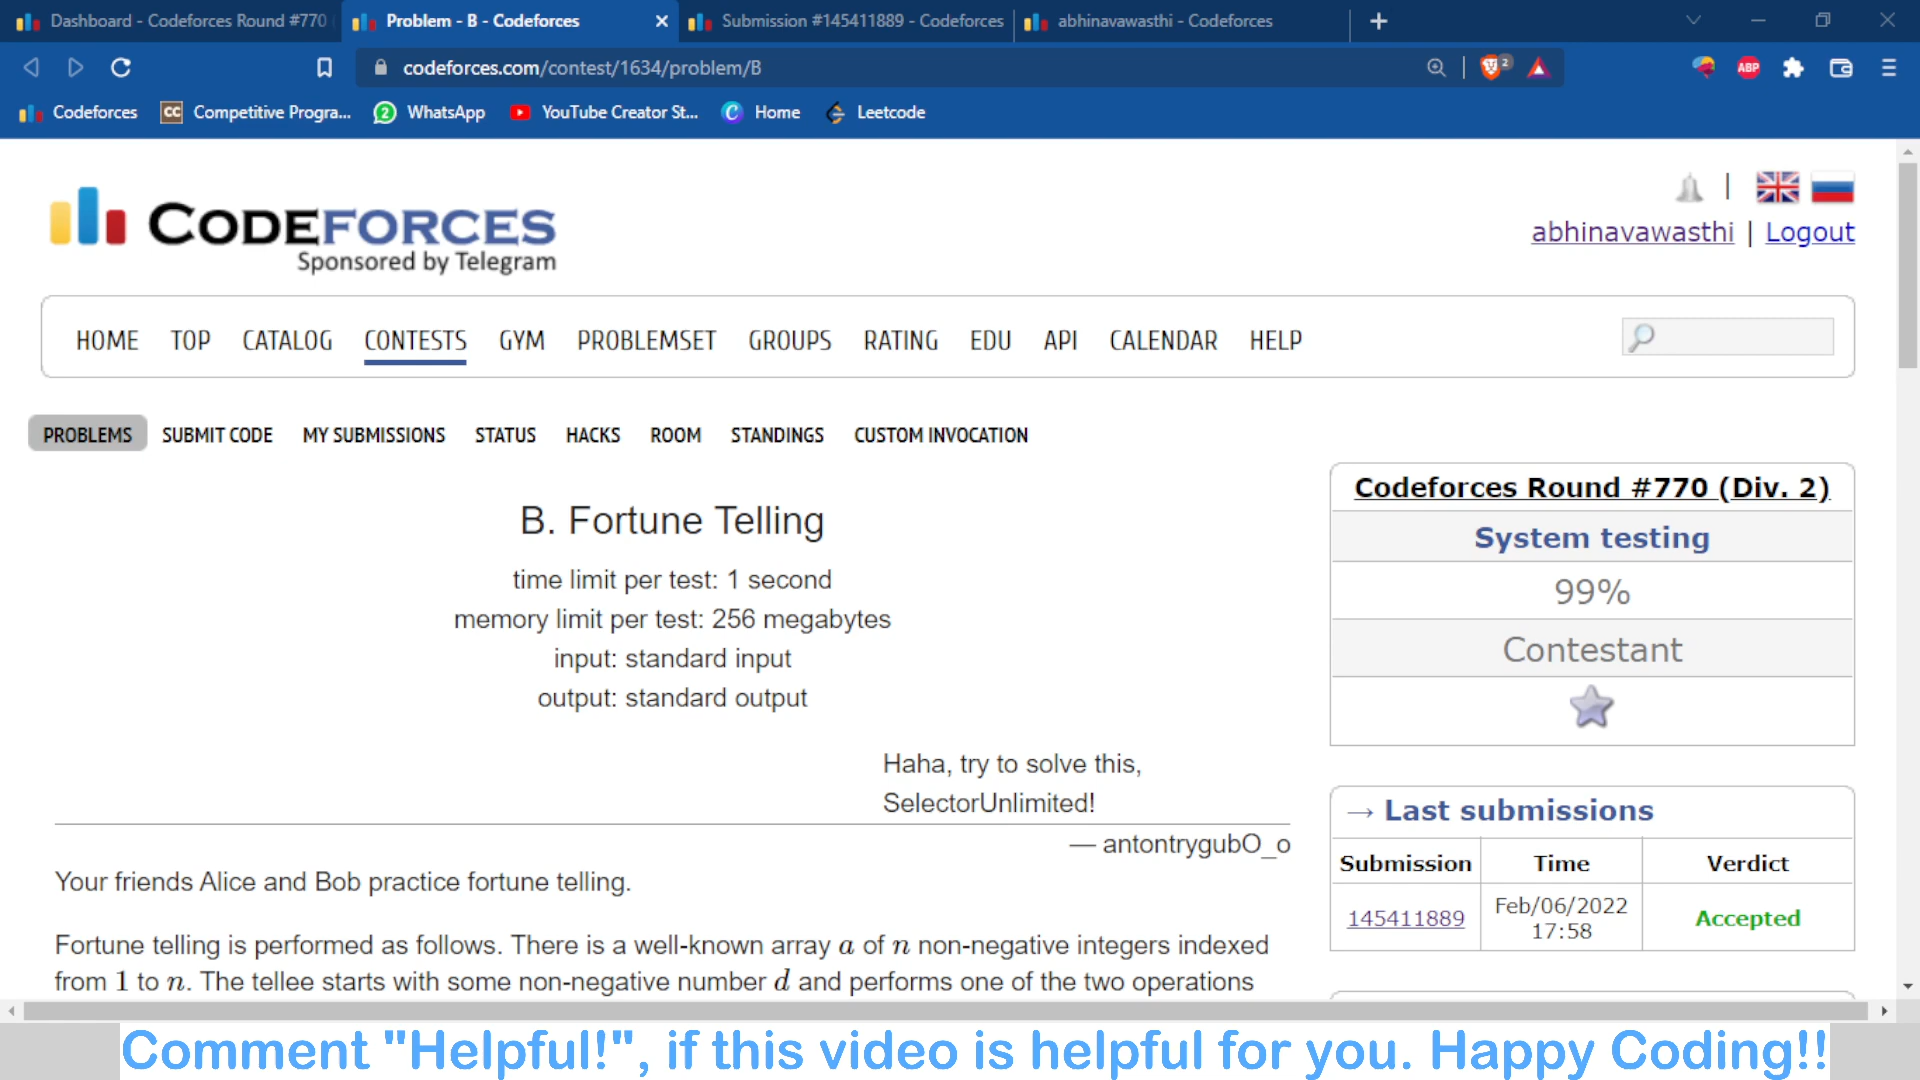 Dashboard - Codeforces Round #770
Problem - B - Codeforces
Submission #145411889 - Codeforces
abhinavawasthi - Codeforces
codeforces.com/contest/1634/problem/B
2
ABP
Codeforces
CC Competitive Progra...
2 WhatsApp
YouTube Creator St...
C Home
Leetcode
CODEFORCES
Sponsored by Telegram
abhinavawasthi | Logout
HOME TOP CATALOG CONTESTS GYM PROBLEMSET GROUPS RATING EDU API CALENDAR HELP
PROBLEMS SUBMIT CODE MY SUBMISSIONS STATUS HACKS ROOM STANDINGS CUSTOM INVOCATION
B. Fortune Telling
time limit per test: 1 second
memory limit per test: 256 megabytes
input: standard input
output: standard output
Haha, try to solve this,
SelectorUnlimited!
— antontrygubO_o
Your friends Alice and Bob practice fortune telling.
Fortune telling is performed as follows. There is a well-known array a of n non-negative integers indexed
from 1 to n. The tellee starts with some non-negative number d and performs one of the two operations
Codeforces Round #770 (Div. 2)
System testing
99%
Contestant
→ Last submissions
Submission Time Verdict
145411889 Feb/06/2022 17:58 Accepted
Comment "Helpful!", if this video is helpful for you. Happy Coding!!